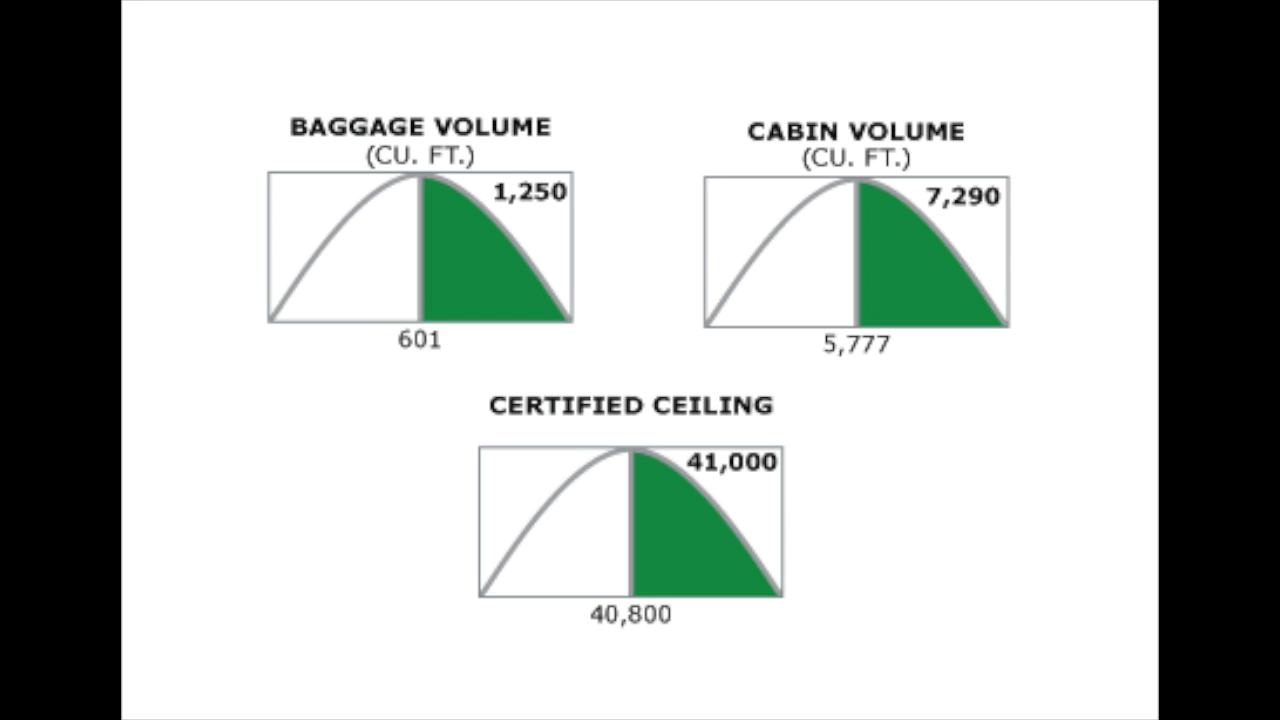 BAGGAGE VOLUME
(CU. FT.)
1,250
601
CABIN VOLUME
(CU. FT.)
7,290
5,777
CERTIFIED CEILING
41,000
40,800